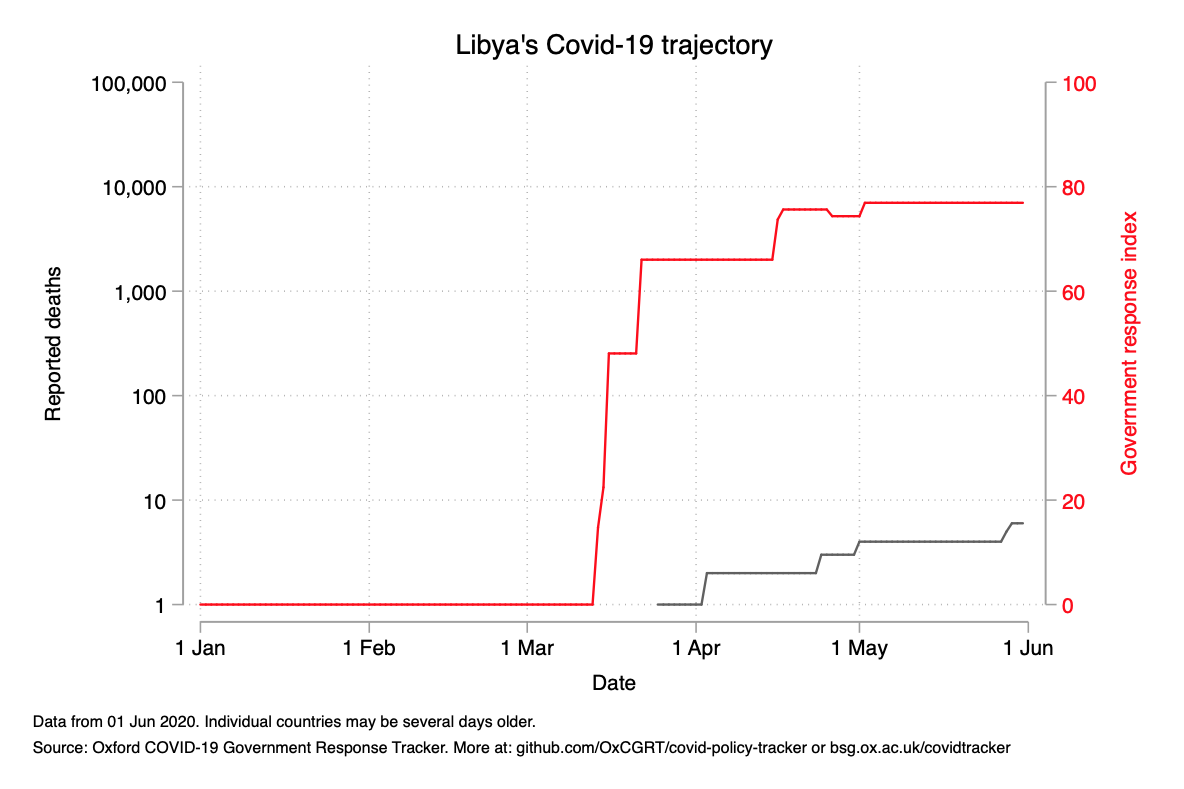 Libya's Covid-19 trajectory
100,000
10,000
1,000
100
10
1
Reported deaths
100
80
60
40
20
0
Government response index
1 Jan 1 Feb 1 Mar 1 Apr 1 May 1 Jun
Date
Data from 01 Jun 2020. Individual countries may be several days older.
Source: Oxford COVID-19 Government Response Tracker. More at: github.com/OxCGRT/covid-policy-tracker or bsg.ox.ac.uk/covidtracker